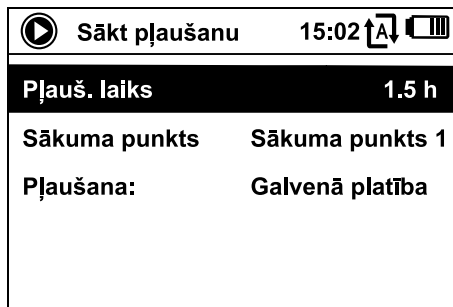 Sākt pļaušanu 15:02 A
Pļauš. laiks 1.5 h
Sākuma punkts Sākuma punkts 1
Pļaušana: Galvenā platība